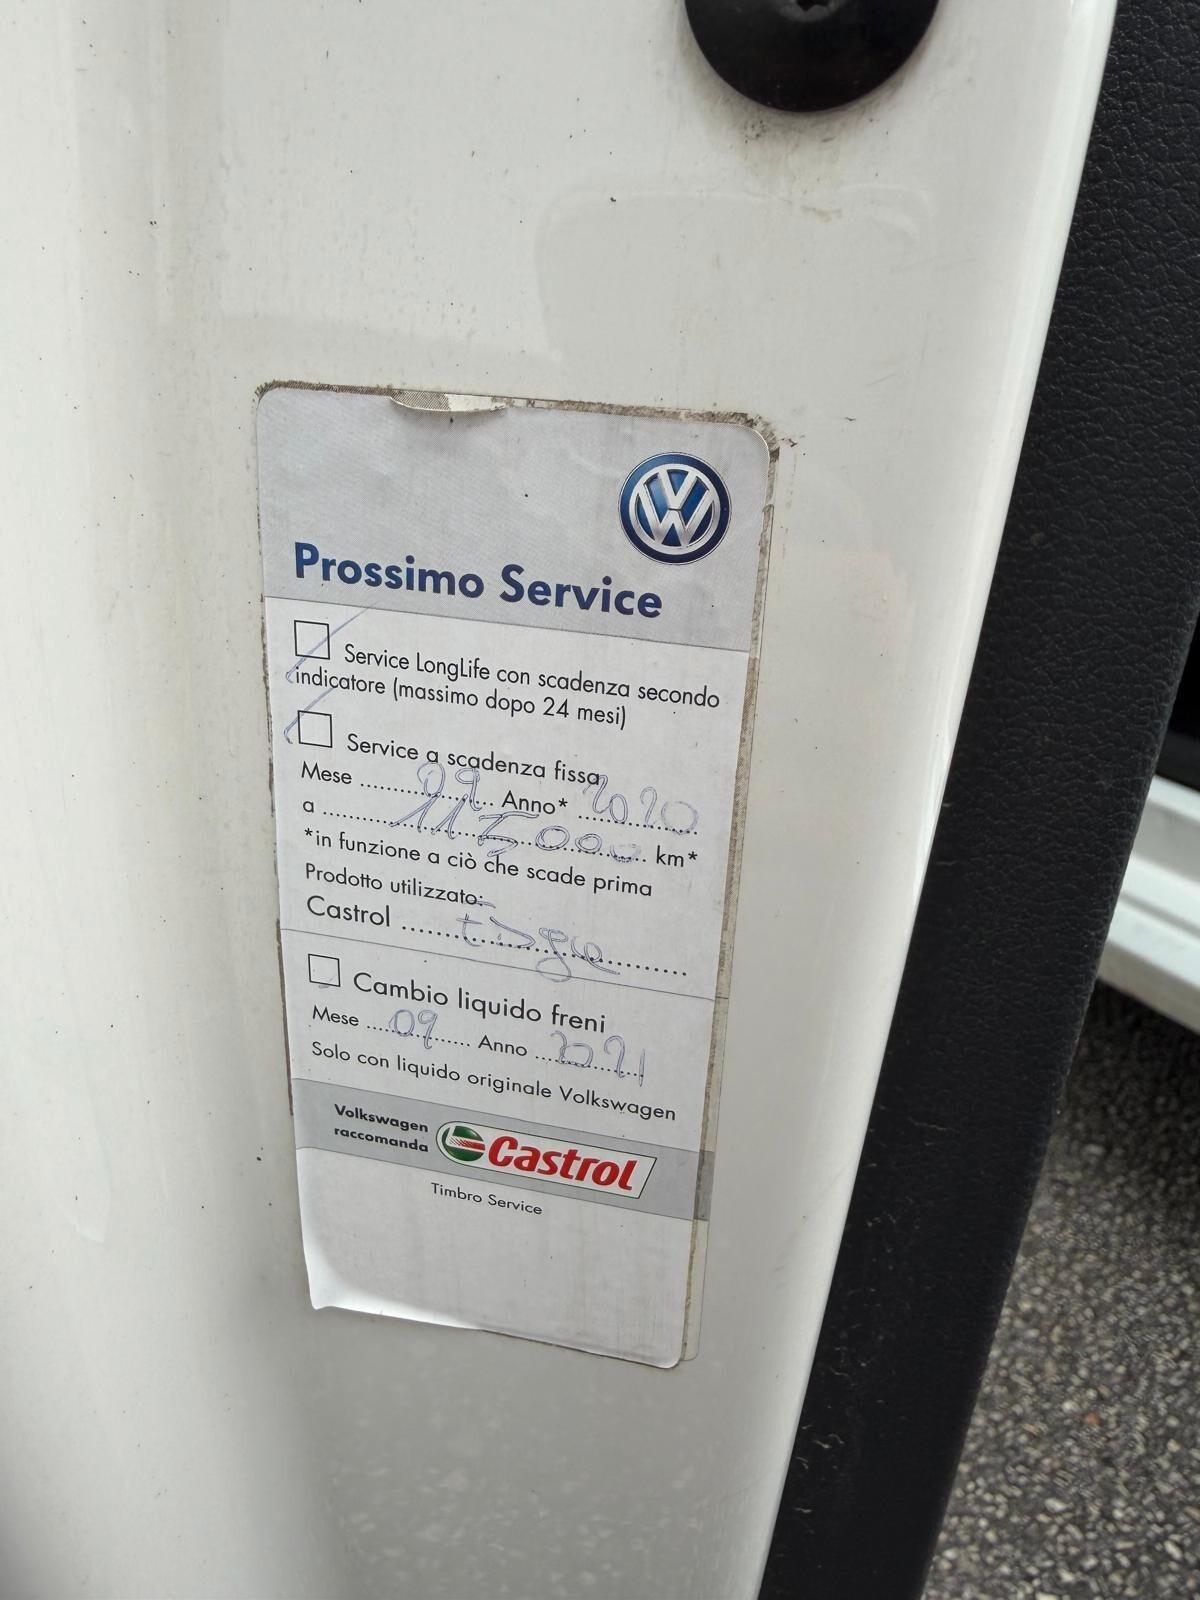 Prossimo Service
Service LongLife con scadenza secondo
indicatore (massimo dopo 24 mesi)
Service a scadenza fissa
Mese ........ 09 ........ Anno* ........ 2020 ........
a ........ 115000 ........ km*
*in funzione a ciò che scade prima
Prodotto utilizzato:
Castrol ........ Edge ........
Cambio liquido freni
Mese ........ 09 ........ Anno ........ 2021 ........
Solo con liquido originale Volkswagen
Volkswagen
raccomanda
Castrol
Timbro Service